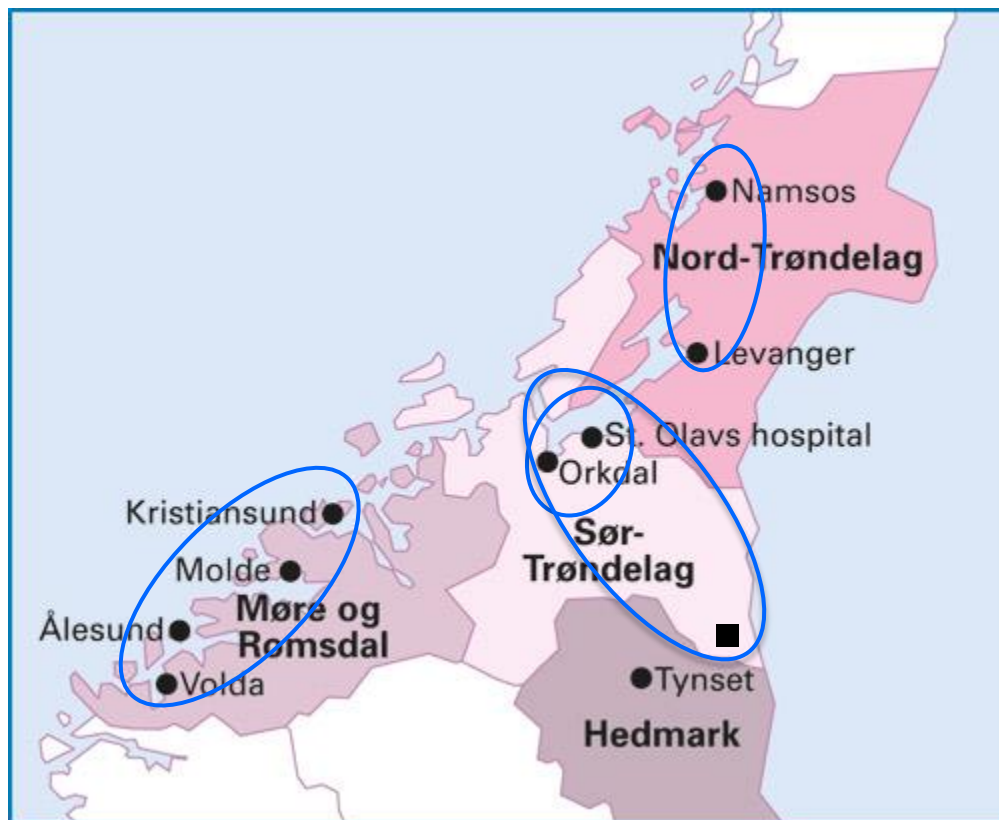 Namsos
Nord-Trøndelag
Levanger
St. Olavs hospital
Orkdal
Kristiansund
Sør-
Trøndelag
Molde
Møre og
Romsdal
Ålesund
Volda
Tynset
Hedmark